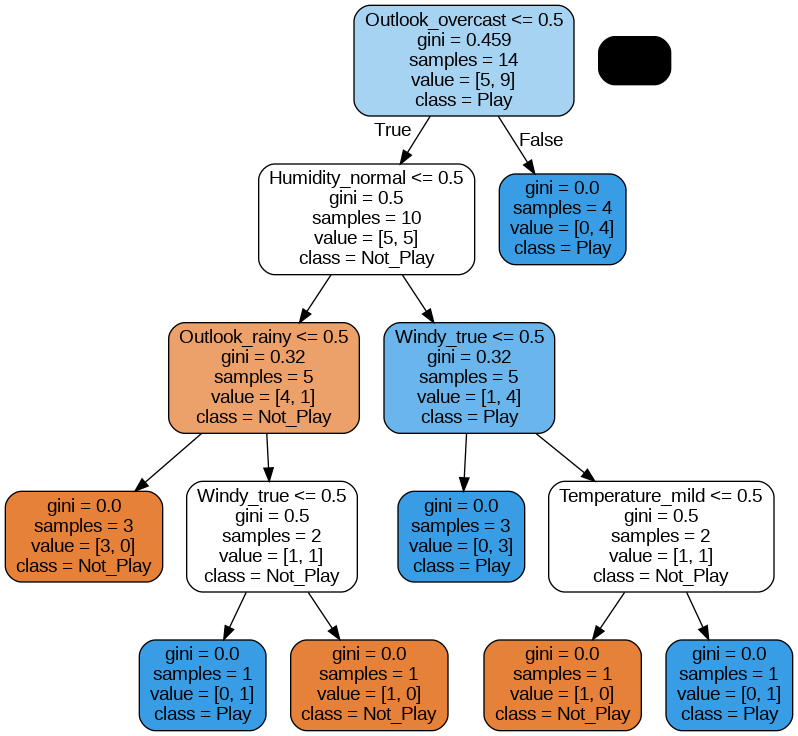 Outlook_overcast <= 0.5
gini = 0.459
samples = 14
value = [5, 9]
class = Play
True
False
Humidity_normal <= 0.5
gini = 0.5
samples = 10
value = [5, 5]
class = Not_Play
gini = 0.0
samples = 4
value = [0, 4]
class = Play
Outlook_rainy <= 0.5
gini = 0.32
samples = 5
value = [4, 1]
class = Not_Play
Windy_true <= 0.5
gini = 0.32
samples = 5
value = [1, 4]
class = Play
gini = 0.0
samples = 3
value = [3, 0]
class = Not_Play
Windy_true <= 0.5
gini = 0.5
samples = 2
value = [1, 1]
class = Not_Play
gini = 0.0
samples = 3
value = [0, 3]
class = Play
Temperature_mild <= 0.5
gini = 0.5
samples = 2
value = [1, 1]
class = Not_Play
gini = 0.0
samples = 1
value = [0, 1]
class = Play
gini = 0.0
samples = 1
value = [1, 0]
class = Not_Play
gini = 0.0
samples = 1
value = [1, 0]
class = Not_Play
gini = 0.0
samples = 1
value = [0, 1]
class = Play